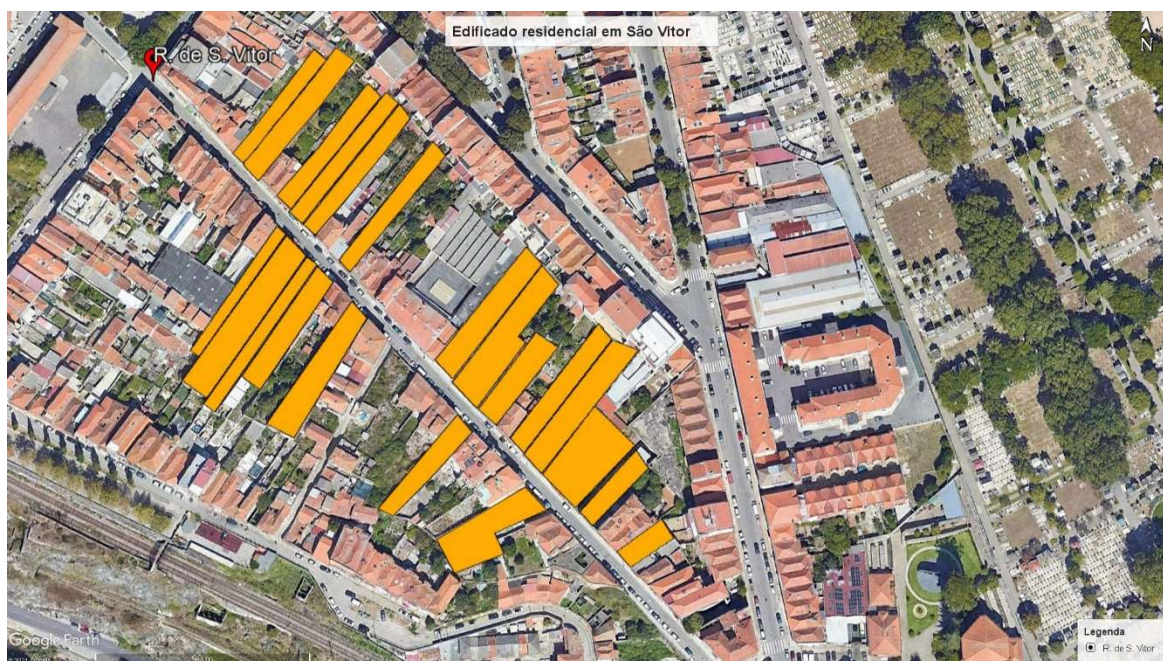 Edificado residencial em São Vitor
R. de S. Vitor
N
Google Earth
Legenda
R. de S. Vitor